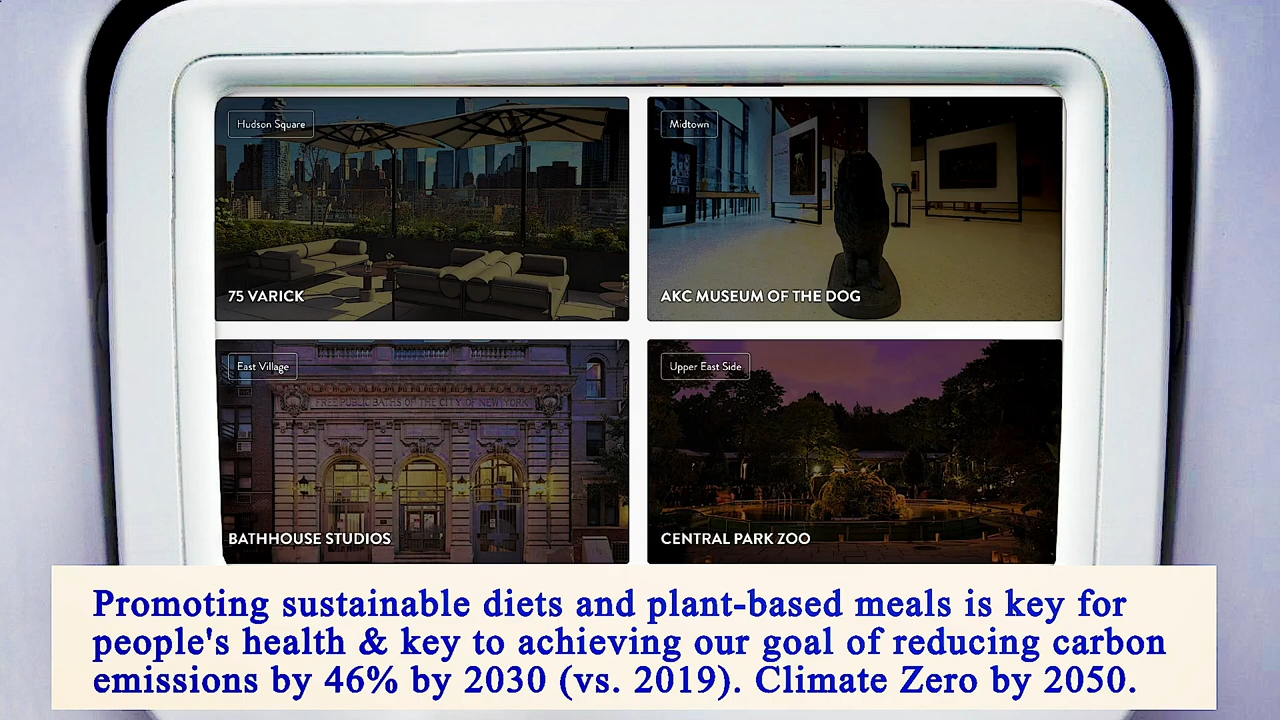 Hudson Square
75 VARICK
Midtown
AKC MUSEUM OF THE DOG
East Village
FREE PUBLIC BATHS OF THE CITY OF NEW YORK
BATHHOUSE STUDIOS
Upper East Side
CENTRAL PARK ZOO
Promoting sustainable diets and plant-based meals is key for
people's health & key to achieving our goal of reducing carbon
emissions by 46% by 2030 (vs. 2019). Climate Zero by 2050.